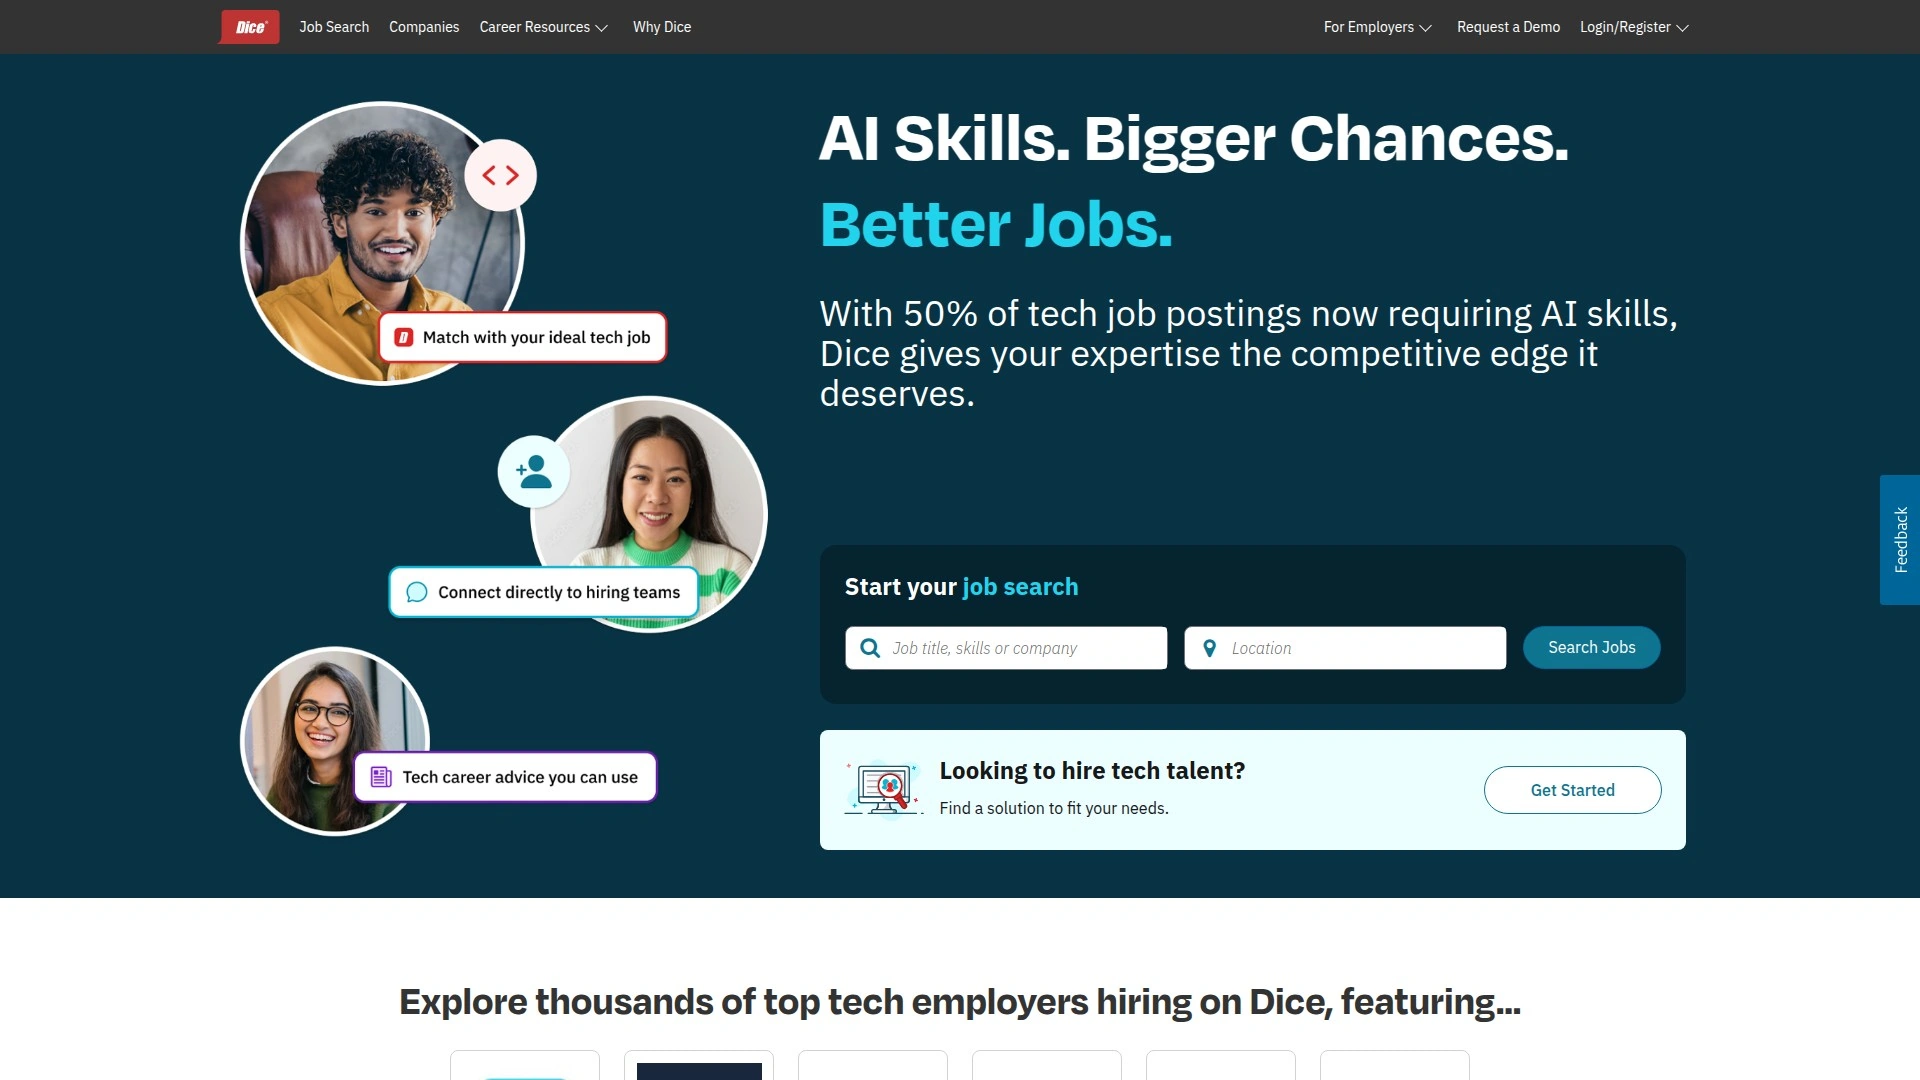 Dice
Job Search
Companies
Career Resources
Why Dice
For Employers
Request a Demo
Login/Register
Match with your ideal tech job
Connect directly to hiring teams
Tech career advice you can use
AI Skills. Bigger Chances.
Better Jobs.
With 50% of tech job postings now requiring AI skills,
Dice gives your expertise the competitive edge it
deserves.
Start your job search
Job title, skills or company
Location
Search Jobs
Looking to hire tech talent?
Find a solution to fit your needs.
Get Started
Feedback
Explore thousands of top tech employers hiring on Dice, featuring...